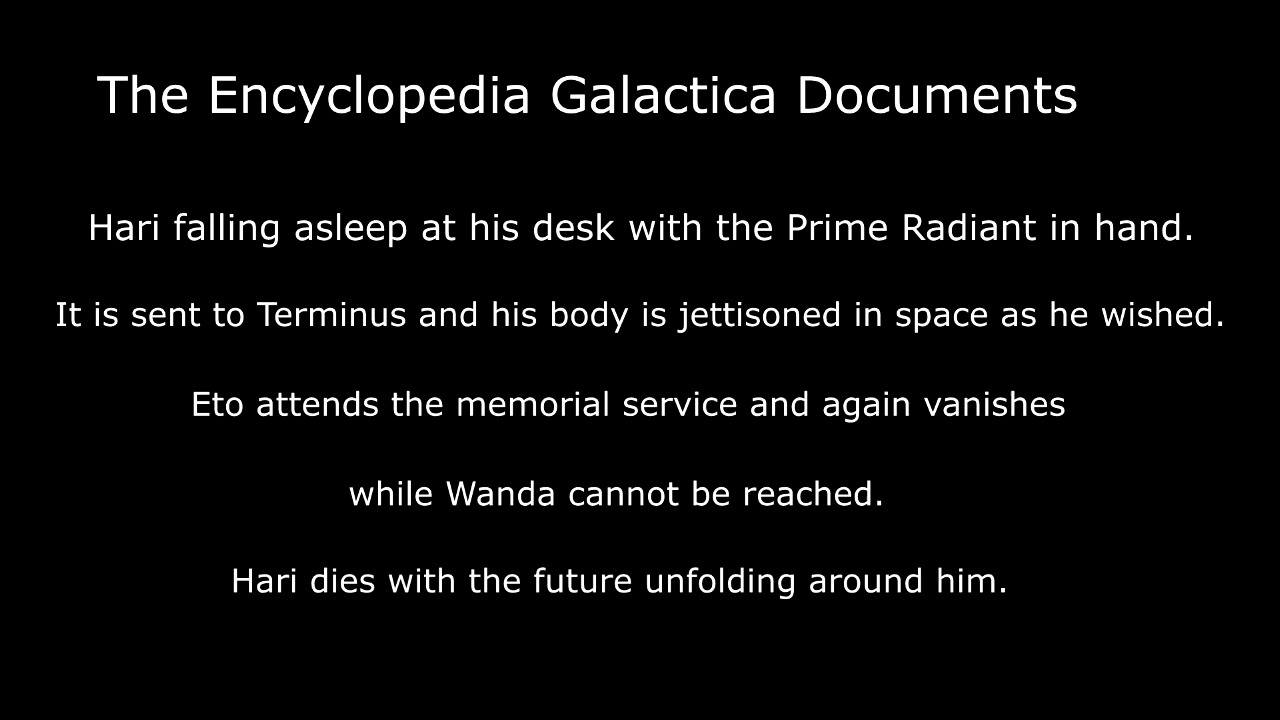 The Encyclopedia Galactica Documents
Hari falling asleep at his desk with the Prime Radiant in hand.
It is sent to Terminus and his body is jettisoned in space as he wished.
Eto attends the memorial service and again vanishes
while Wanda cannot be reached.
Hari dies with the future unfolding around him.